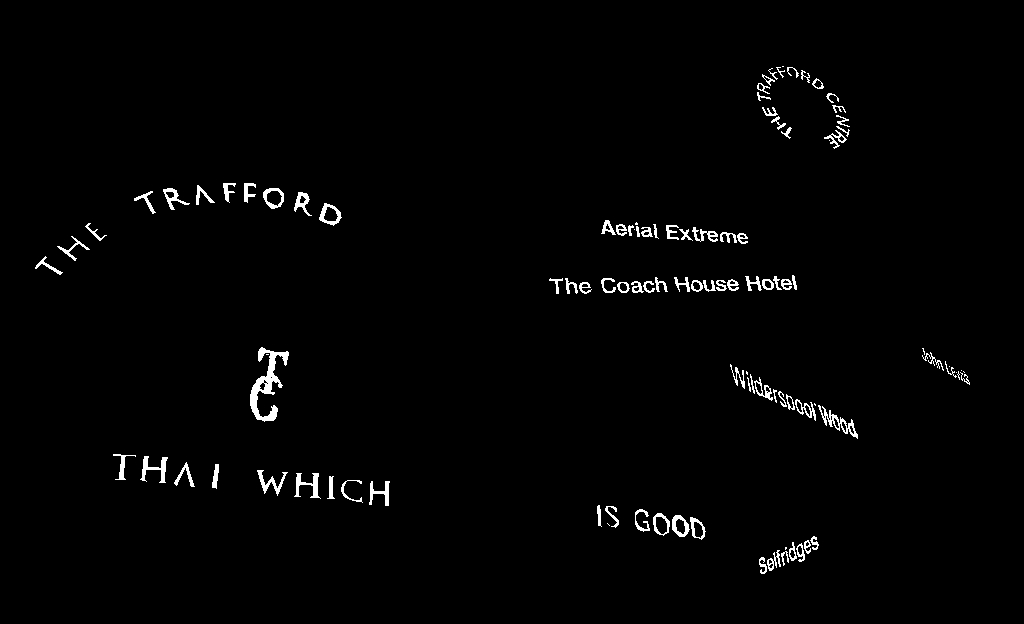 THE TRAFFORD
TC
THAI WHICH
IS GOOD
THE TRAFFORD CENTRE
Aerial Extreme
The Coach House Hotel
Wilderspool Wood
John Lewis
Selfridges